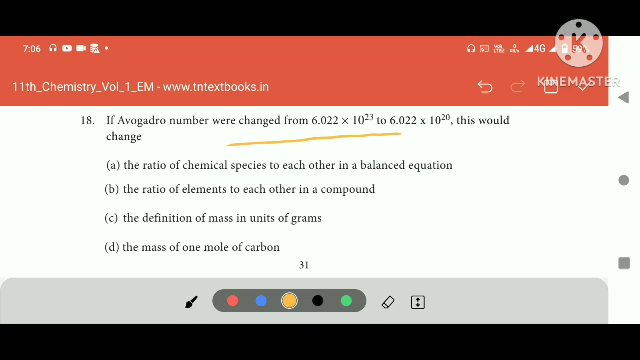 7:06
4G
KINEMASTER
11th_Chemistry_Vol_1_EM - www.tntextbooks.in
18. If Avogadro number were changed from 6.022 × 10²³ to 6.022 x 10²⁰, this would
change
(a) the ratio of chemical species to each other in a balanced equation
(b) the ratio of elements to each other in a compound
(c) the definition of mass in units of grams
(d) the mass of one mole of carbon
31